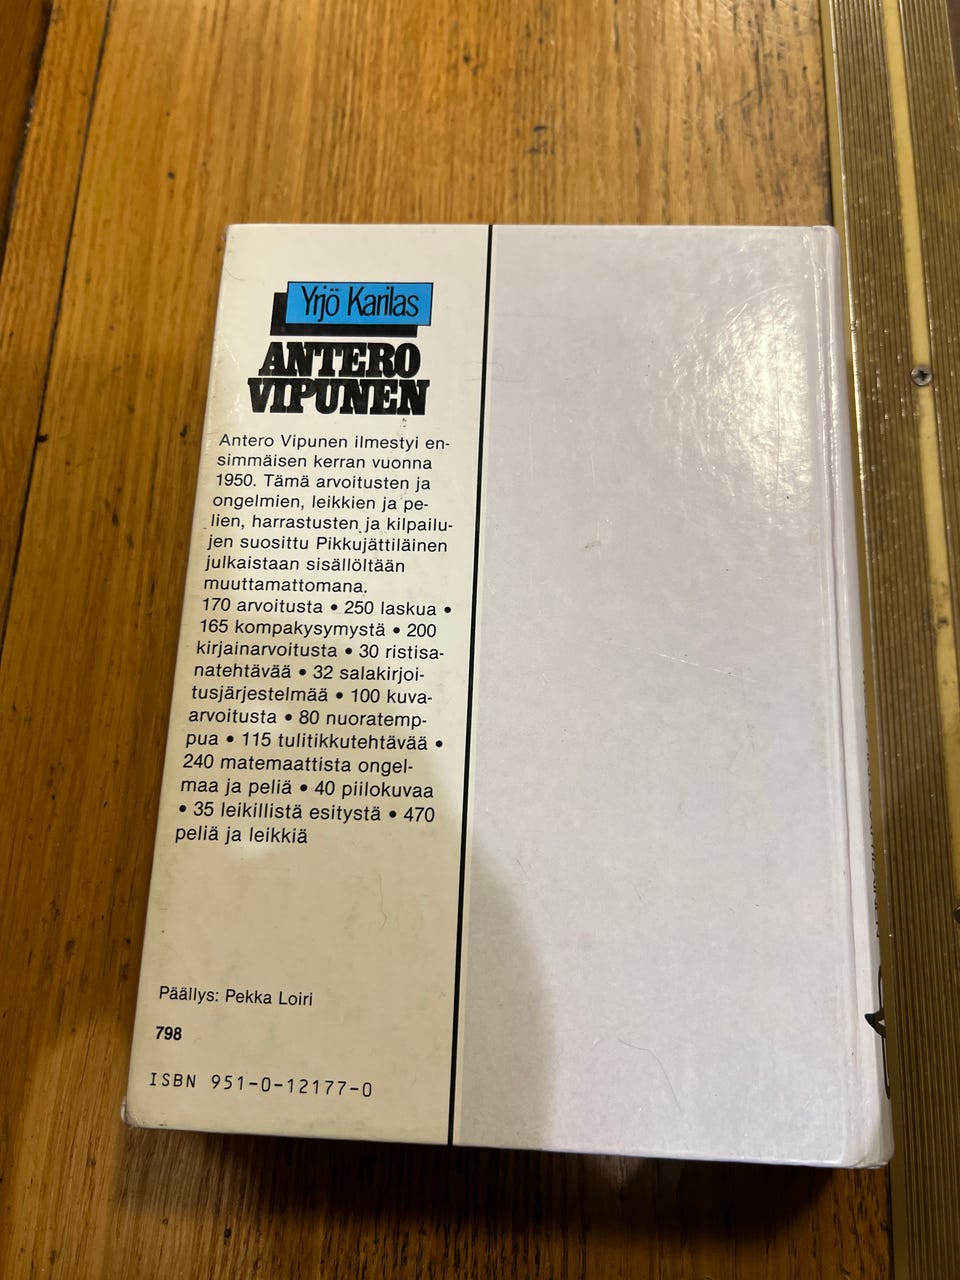 Yrjö Karilas
ANTERO
VIPUNEN
Antero Vipunen ilmestyi en-
simmäisen kerran vuonna
1950. Tämä arvoitusten ja
ongelmien, leikkien ja pe-
lien, harrastusten ja kilpailu-
jen suosittu Pikkujättiläinen
julkaistaan sisällöltään
muuttamattomana.
170 arvoitusta • 250 laskua •
165 kompakysymystä • 200
kirjainarvoitusta • 30 ristisa-
natehtävää • 32 salakirjoi-
tusjärjestelmää • 100 kuva-
arvoitusta • 80 nuoratemp-
pua • 115 tulitikkutehtävää •
240 matemaattista ongel-
maa ja peliä • 40 piilokuvaa
• 35 leikillistä esitystä • 470
peliä ja leikkiä
Päällys: Pekka Loiri
798
ISBN 951-0-12177-0